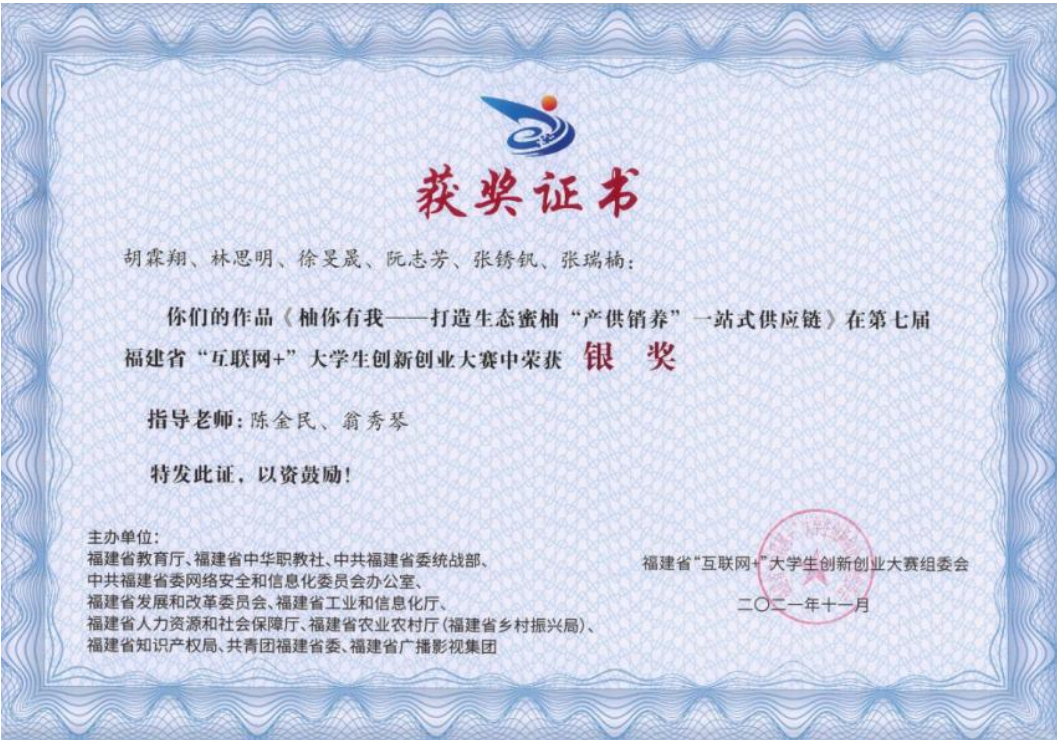 获奖证书
胡霖翔、林思明、徐旻晟、阮志芳、张锈钒、张瑞楠：
你们的作品《柚你有我——打造生态蜜柚“产供销养”一站式供应链》在第七届
福建省“互联网+”大学生创新创业大赛中荣获 银奖
指导老师：陈金民、翁秀琴
特发此证，以资鼓励！
主办单位：
福建省教育厅、福建省中华职教社、中共福建省委统战部、
中共福建省委网络安全和信息化委员会办公室、
福建省发展和改革委员会、福建省工业和信息化厅、
福建省人力资源和社会保障厅、福建省农业农村厅（福建省乡村振兴局）、
福建省知识产权局、共青团福建省委、福建省广播影视集团
福建省“互联网+”大学生创新创业大赛组委会
二〇二一年十一月